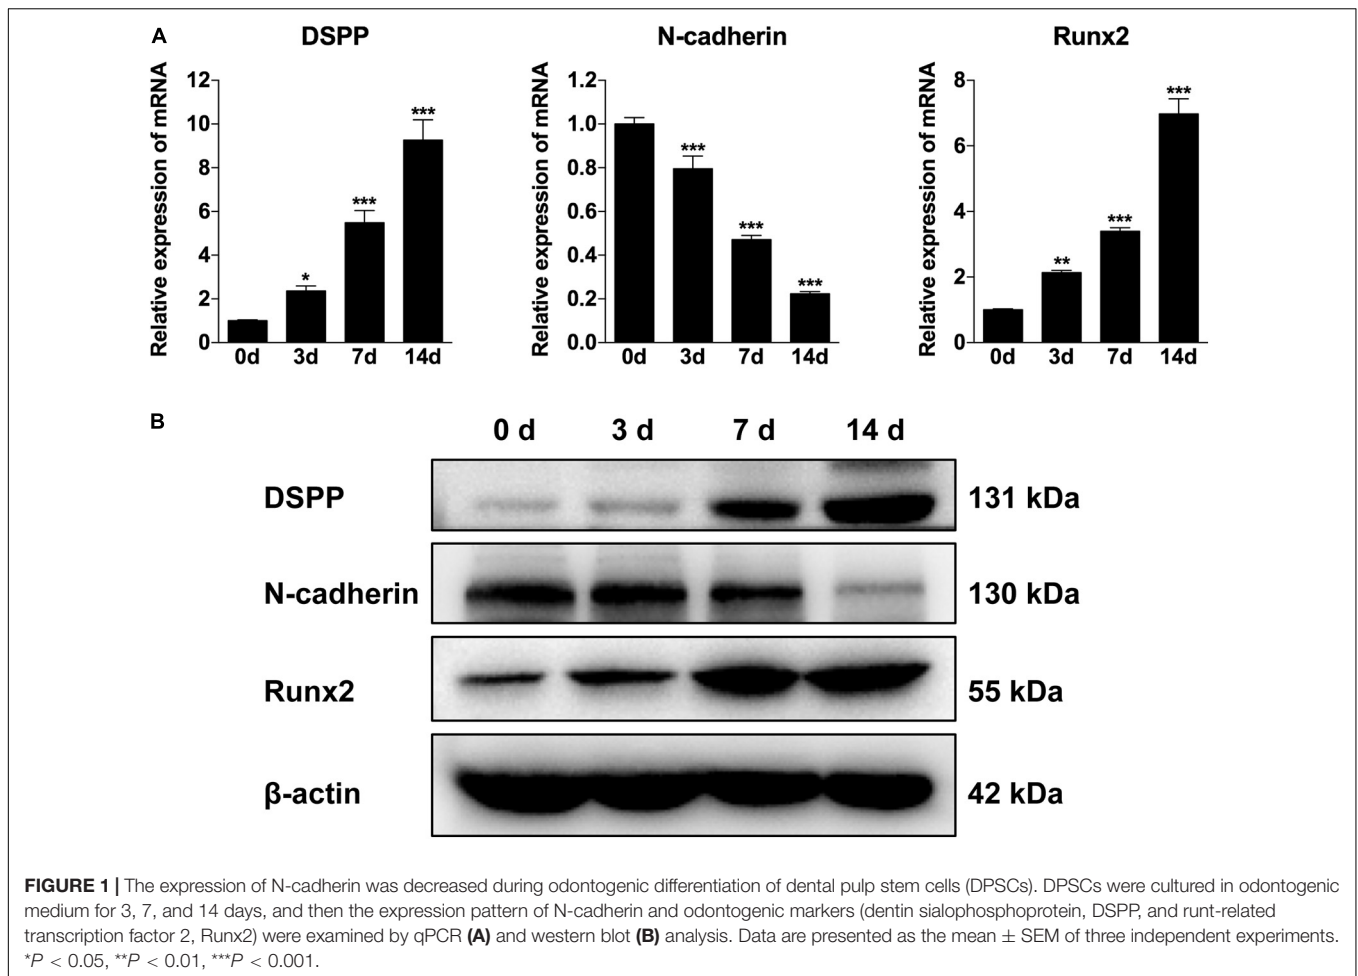 A
DSPP
N-cadherin
Runx2
Relative expression of mRNA
12
10
8
6
4
2
0
*
***
***
0d 3d 7d 14d
Relative expression of mRNA
1.2
1.0
0.8
0.6
0.4
0.2
0.0
***
***
***
0d 3d 7d 14d
Relative expression of mRNA
8
6
4
2
0
**
***
***
0d 3d 7d 14d
B
0 d 3 d 7 d 14 d
DSPP 131 kDa
N-cadherin 130 kDa
Runx2 55 kDa
β-actin 42 kDa
FIGURE 1 | The expression of N-cadherin was decreased during odontogenic differentiation of dental pulp stem cells (DPSCs). DPSCs were cultured in odontogenic
medium for 3, 7, and 14 days, and then the expression pattern of N-cadherin and odontogenic markers (dentin sialophosphoprotein, DSPP, and runt-related
transcription factor 2, Runx2) were examined by qPCR (A) and western blot (B) analysis. Data are presented as the mean ± SEM of three independent experiments.
*P < 0.05, **P < 0.01, ***P < 0.001.